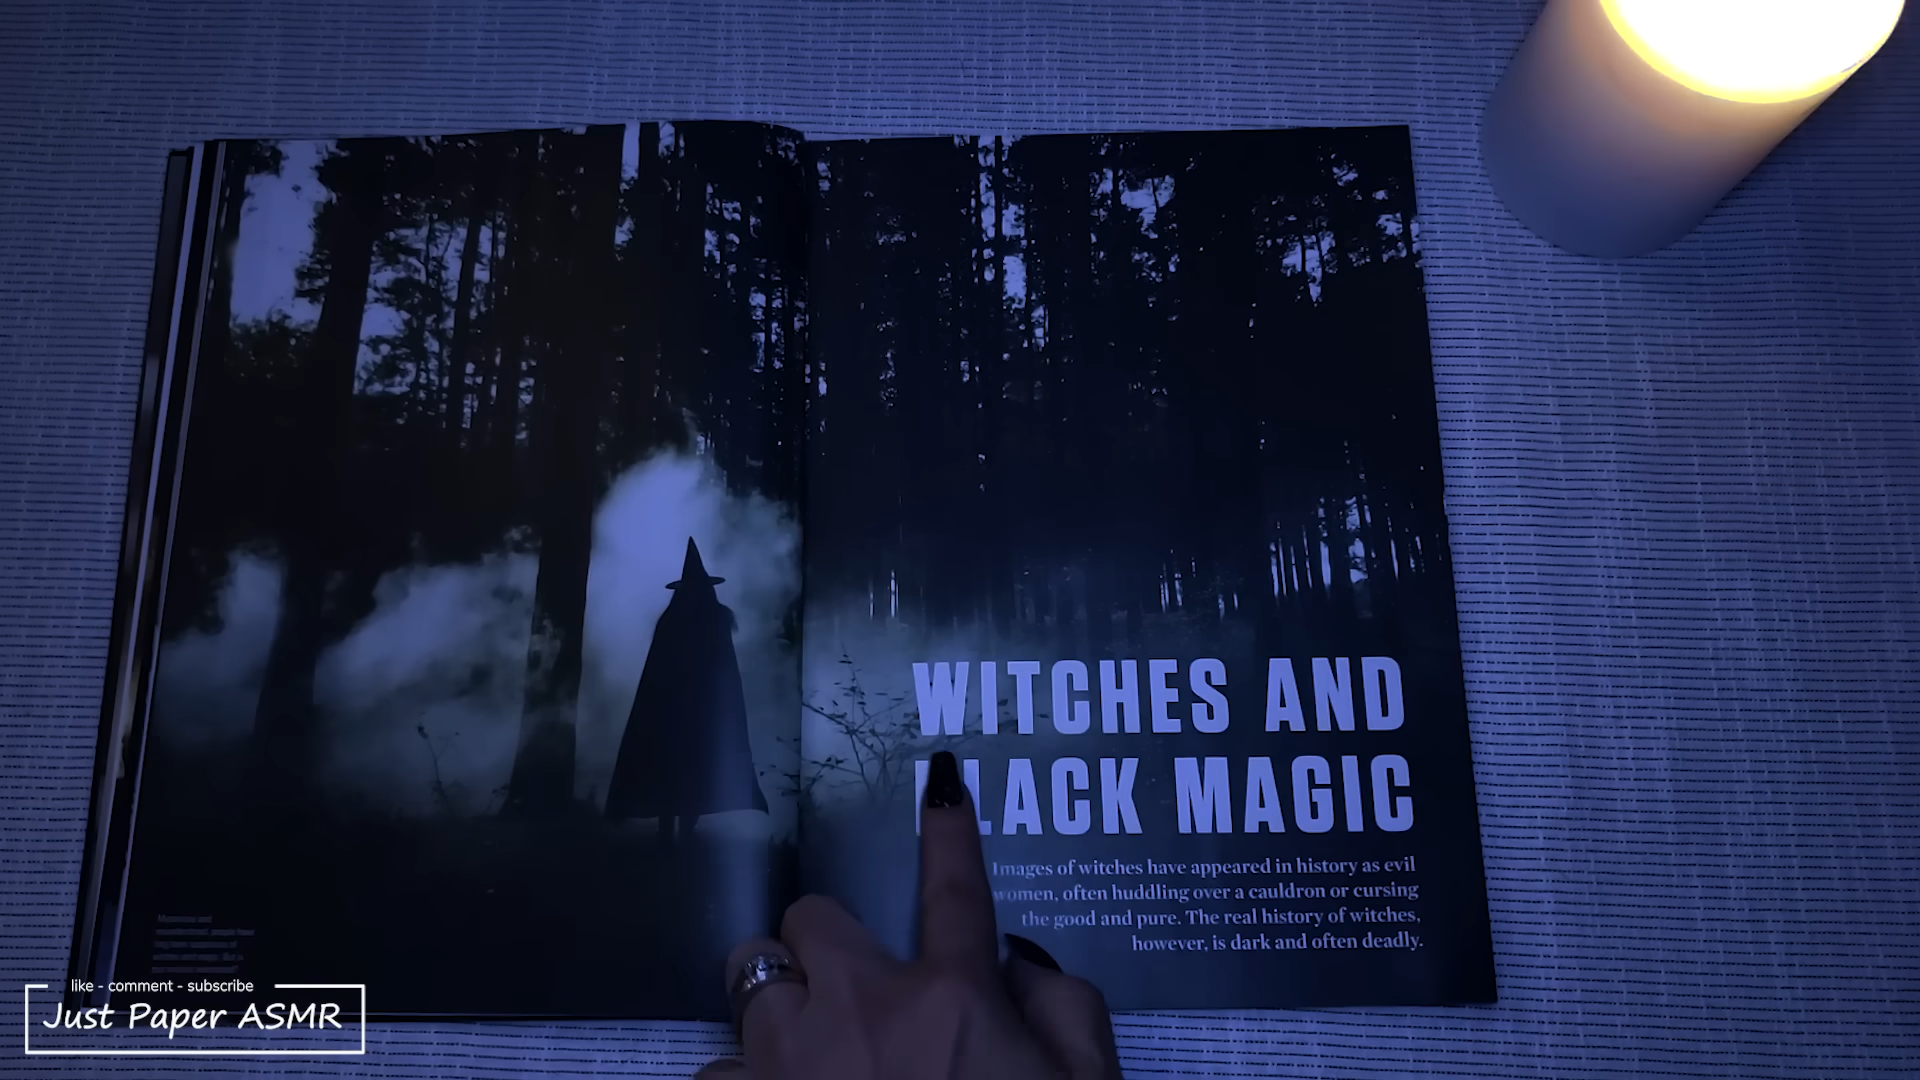 WITCHES AND
LACK MAGIC
Images of witches have appeared in history as evil
women, often huddling over a cauldron or cursing
the good and pure. The real history of witches,
however, is dark and often deadly.
like - comment - subscribe
Just Paper ASMR